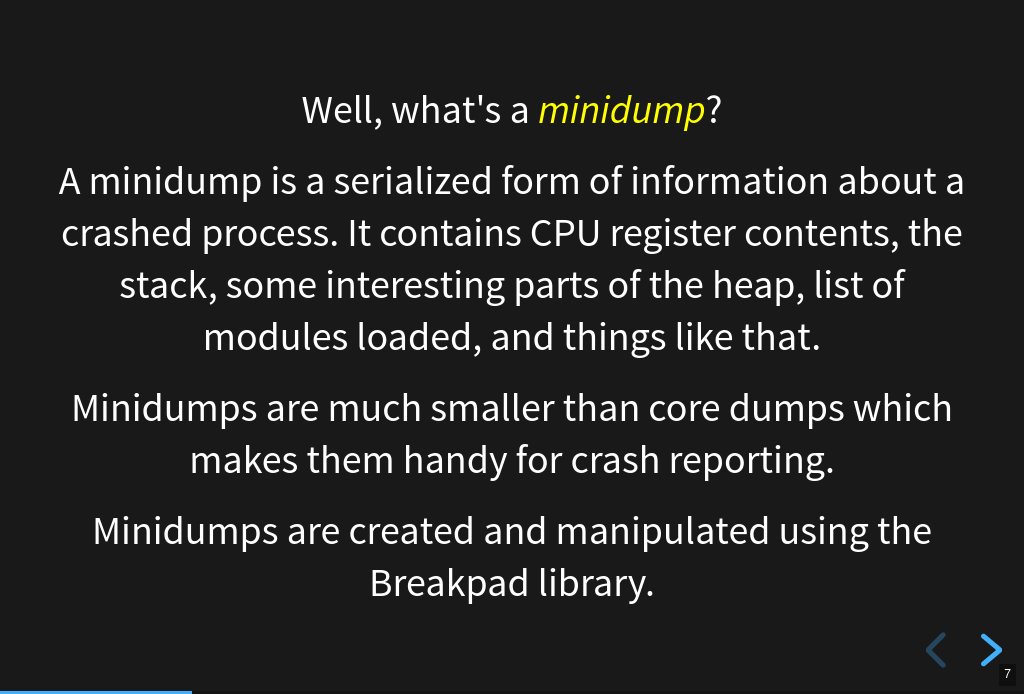 Well, what's a minidump?
A minidump is a serialized form of information about a
crashed process. It contains CPU register contents, the
stack, some interesting parts of the heap, list of
modules loaded, and things like that.
Minidumps are much smaller than core dumps which
makes them handy for crash reporting.
Minidumps are created and manipulated using the
Breakpad library.
7